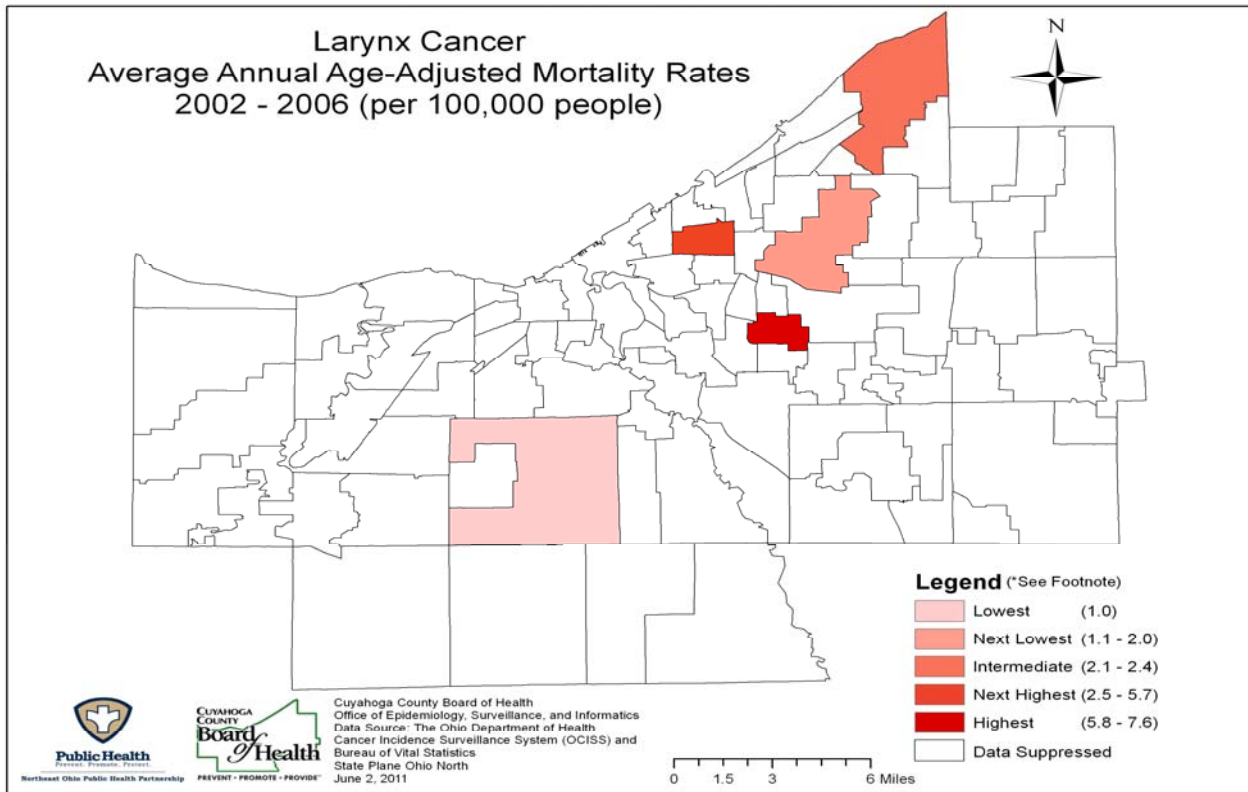 Larynx Cancer
Average Annual Age-Adjusted Mortality Rates
2002 - 2006 (per 100,000 people)
N
Legend (*See Footnote)
Lowest (1.0)
Next Lowest (1.1 - 2.0)
Intermediate (2.1 - 2.4)
Next Highest (2.5 - 5.7)
Highest (5.8 - 7.6)
Data Suppressed
Public Health
Prevent. Promote. Protect.
Northeast Ohio Public Health Partnership
CUYAHOGA
COUNTY
Board
of Health
PREVENT • PROMOTE • PROVIDE
Cuyahoga County Board of Health
Office of Epidemiology, Surveillance, and Informatics
Data Source: The Ohio Department of Health
Cancer Incidence Surveillance System (OCISS) and
Bureau of Vital Statistics
State Plane Ohio North
June 2, 2011
0 1.5 3 6 Miles